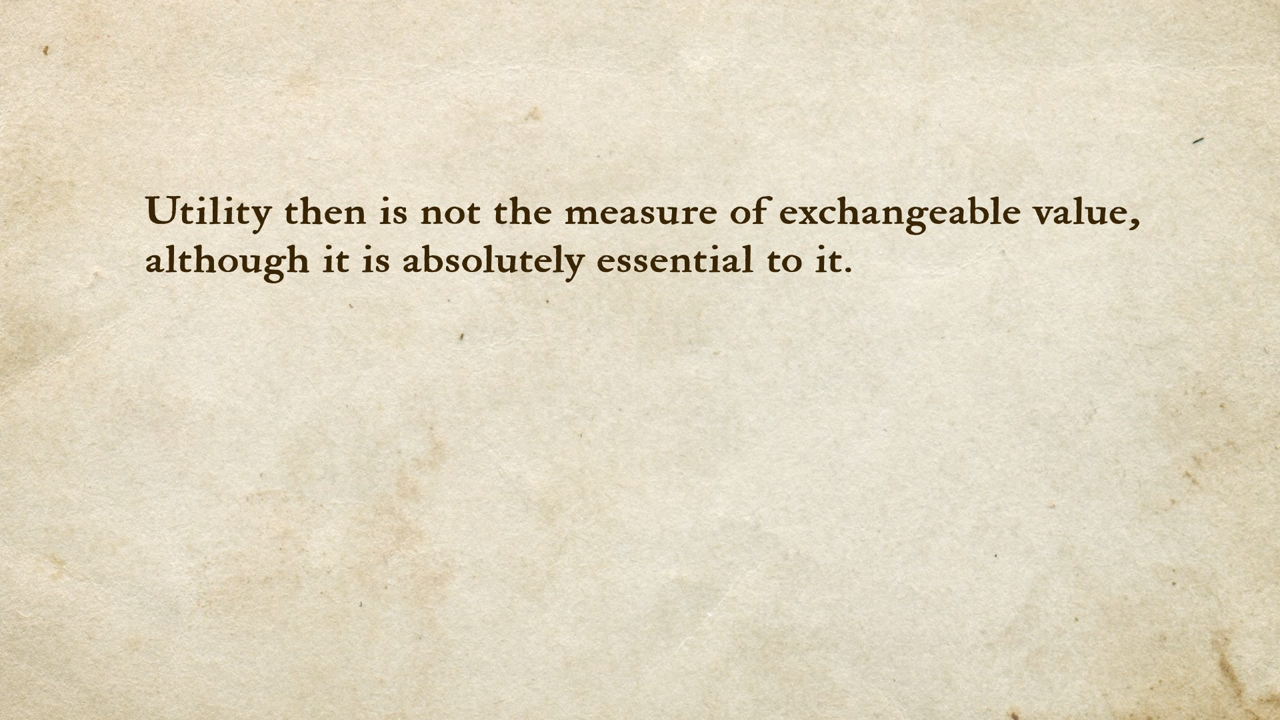 Utility then is not the measure of exchangeable value,
although it is absolutely essential to it.